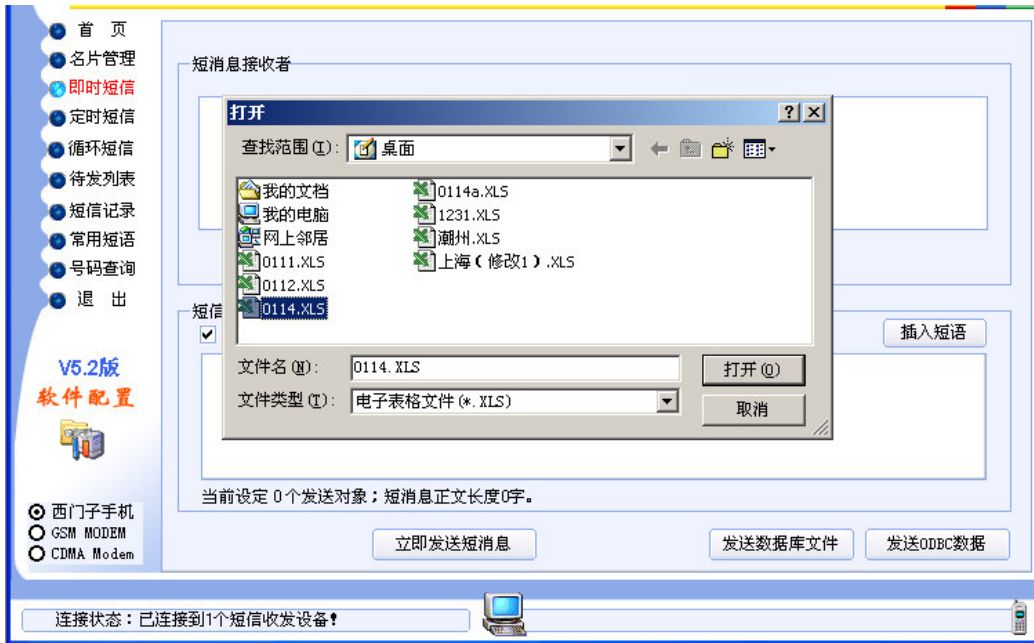 首 页
名片管理
即时短信
定时短信
循环短信
待发列表
短信记录
常用短语
号码查询
退 出
V5.2版
软件配置
西门子手机
GSM MODEM
CDMA Modem
短消息接收者
打开
查找范围(I):
桌面
我的文档
我的电脑
网上邻居
0111.XLS
0112.XLS
0114.XLS
0114a.XLS
1231.XLS
潮州.XLS
上海(修改1).XLS
文件名(N):
0114.XLS
打开(O)
文件类型(T):
电子表格文件(*.XLS)
取消
短信
插入短语
当前设定 0个发送对象;短消息正文长度0字。
立即发送短消息
发送数据库文件
发送ODBC数据
连接状态:已连接到1个短信收发设备!